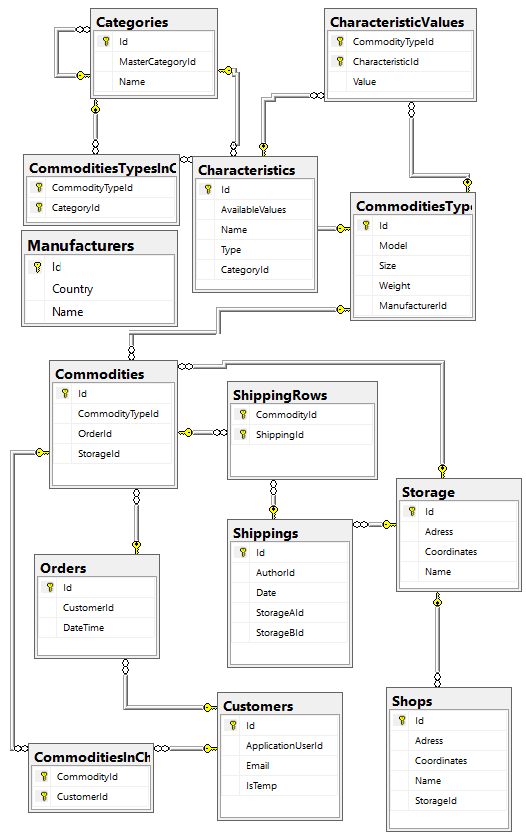 Categories
Id
MasterCategoryId
Name
CharacteristicValues
CommodityTypeId
CharacteristicId
Value
CommoditiesTypesInC
CommodityTypeId
CategoryId
Characteristics
Id
AvailableValues
Name
Type
CategoryId
CommoditiesType
Id
Model
Size
Weight
ManufacturerId
Manufacturers
Id
Country
Name
Commodities
Id
CommodityTypeId
OrderId
StorageId
ShippingRows
CommodityId
ShippingId
Storage
Id
Adress
Coordinates
Name
Shippings
Id
AuthorId
Date
StorageAId
StorageBId
Orders
Id
CustomerId
DateTime
Customers
Id
ApplicationUserId
Email
IsTemp
Shops
Id
Adress
Coordinates
Name
StorageId
CommoditiesInCh
CommodityId
CustomerId